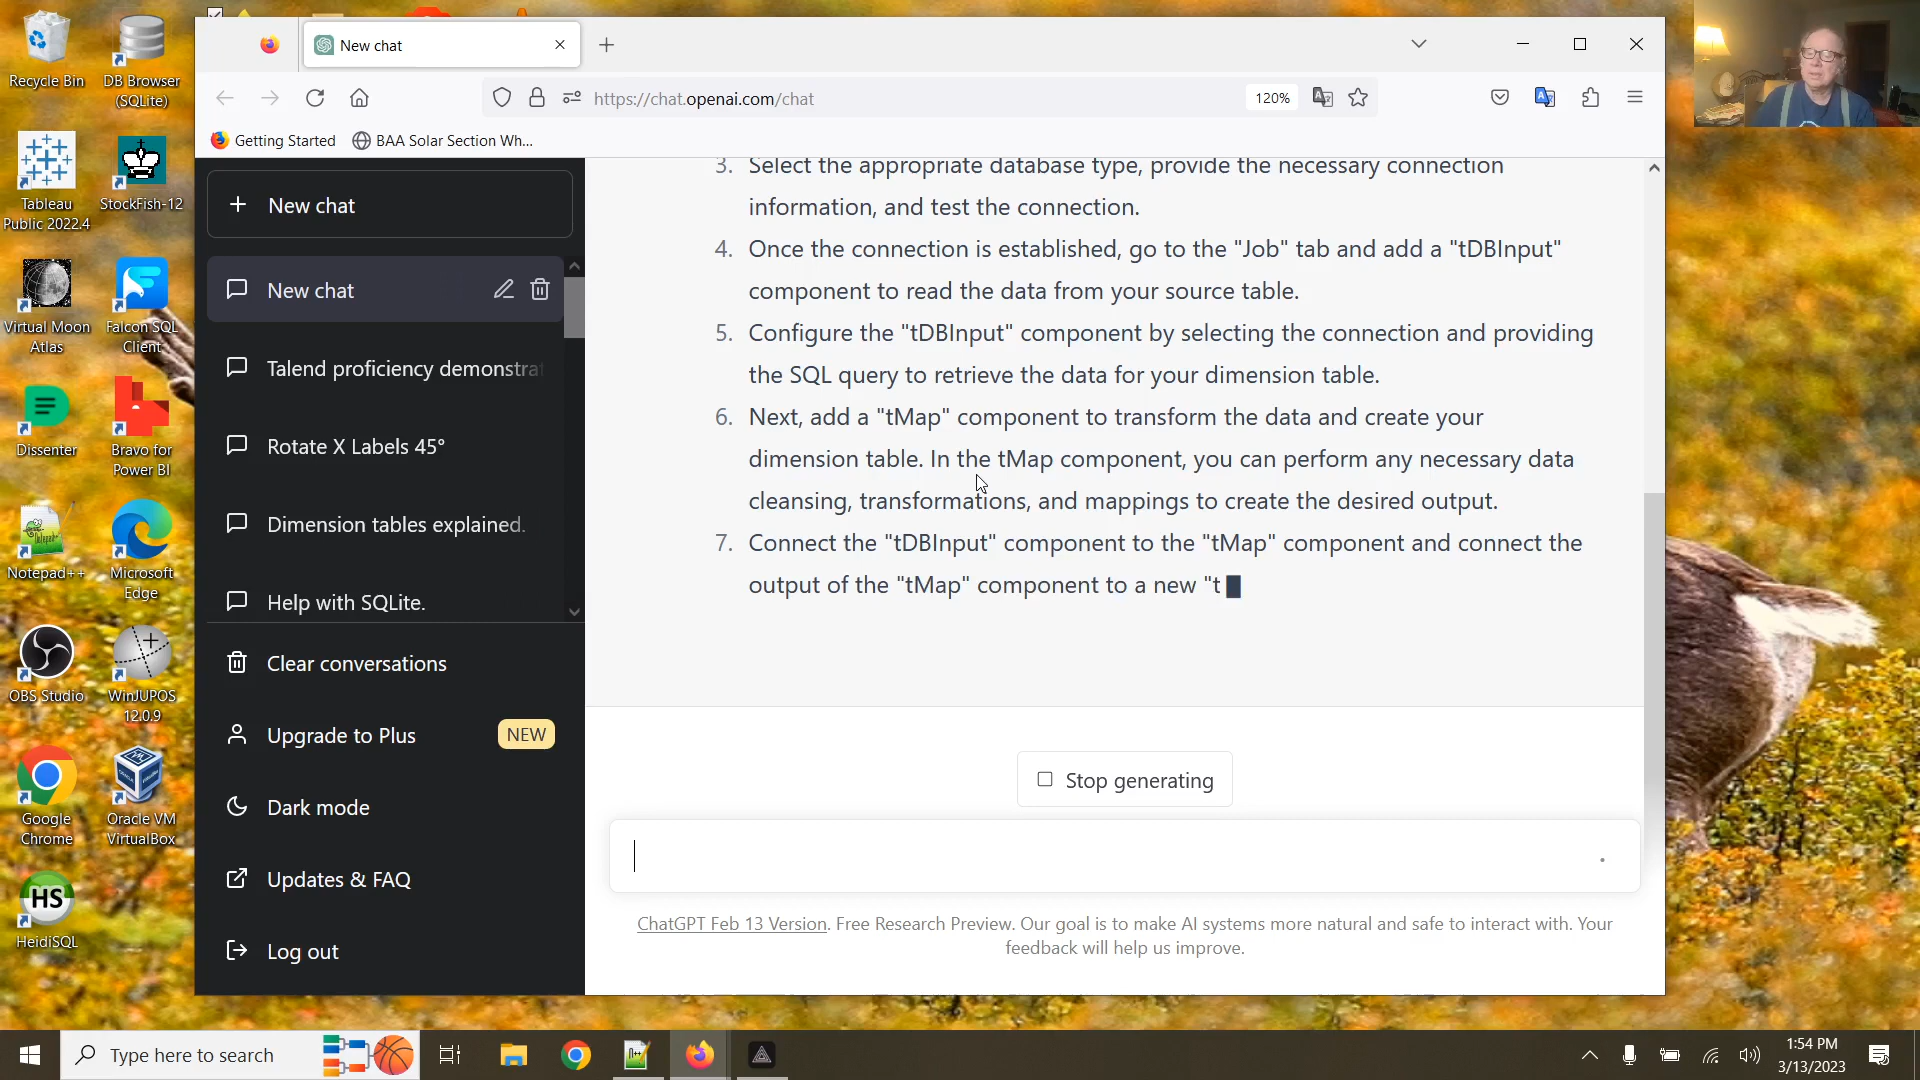 Recycle Bin
DB Browser
(SQLite)
Tableau
Public 2022.4
StockFish-12
Virtual Moon
Atlas
Falcon SQL
Client
Dissenter
Bravo for
Power BI
Notepad++
Microsoft
Edge
OBS Studio
WinJUPOS
12.0.9
Google
Chrome
Oracle VM
VirtualBox
HS
HeidiSQL
New chat
https://chat.openai.com/chat
120%
Getting Started
BAA Solar Section Wh...
New chat
New chat
Talend proficiency demonstrat
Rotate X Labels 45°
Dimension tables explained.
Help with SQLite.
Clear conversations
Upgrade to Plus
NEW
Dark mode
Updates & FAQ
Log out
3. Select the appropriate database type, provide the necessary connection
information, and test the connection.
4. Once the connection is established, go to the "Job" tab and add a "tDBInput"
component to read the data from your source table.
5. Configure the "tDBInput" component by selecting the connection and providing
the SQL query to retrieve the data for your dimension table.
6. Next, add a "tMap" component to transform the data and create your
dimension table. In the tMap component, you can perform any necessary data
cleansing, transformations, and mappings to create the desired output.
7. Connect the "tDBInput" component to the "tMap" component and connect the
output of the "tMap" component to a new "t
Stop generating
ChatGPT Feb 13 Version. Free Research Preview. Our goal is to make AI systems more natural and safe to interact with. Your
feedback will help us improve.
Type here to search
1:54 PM
3/13/2023